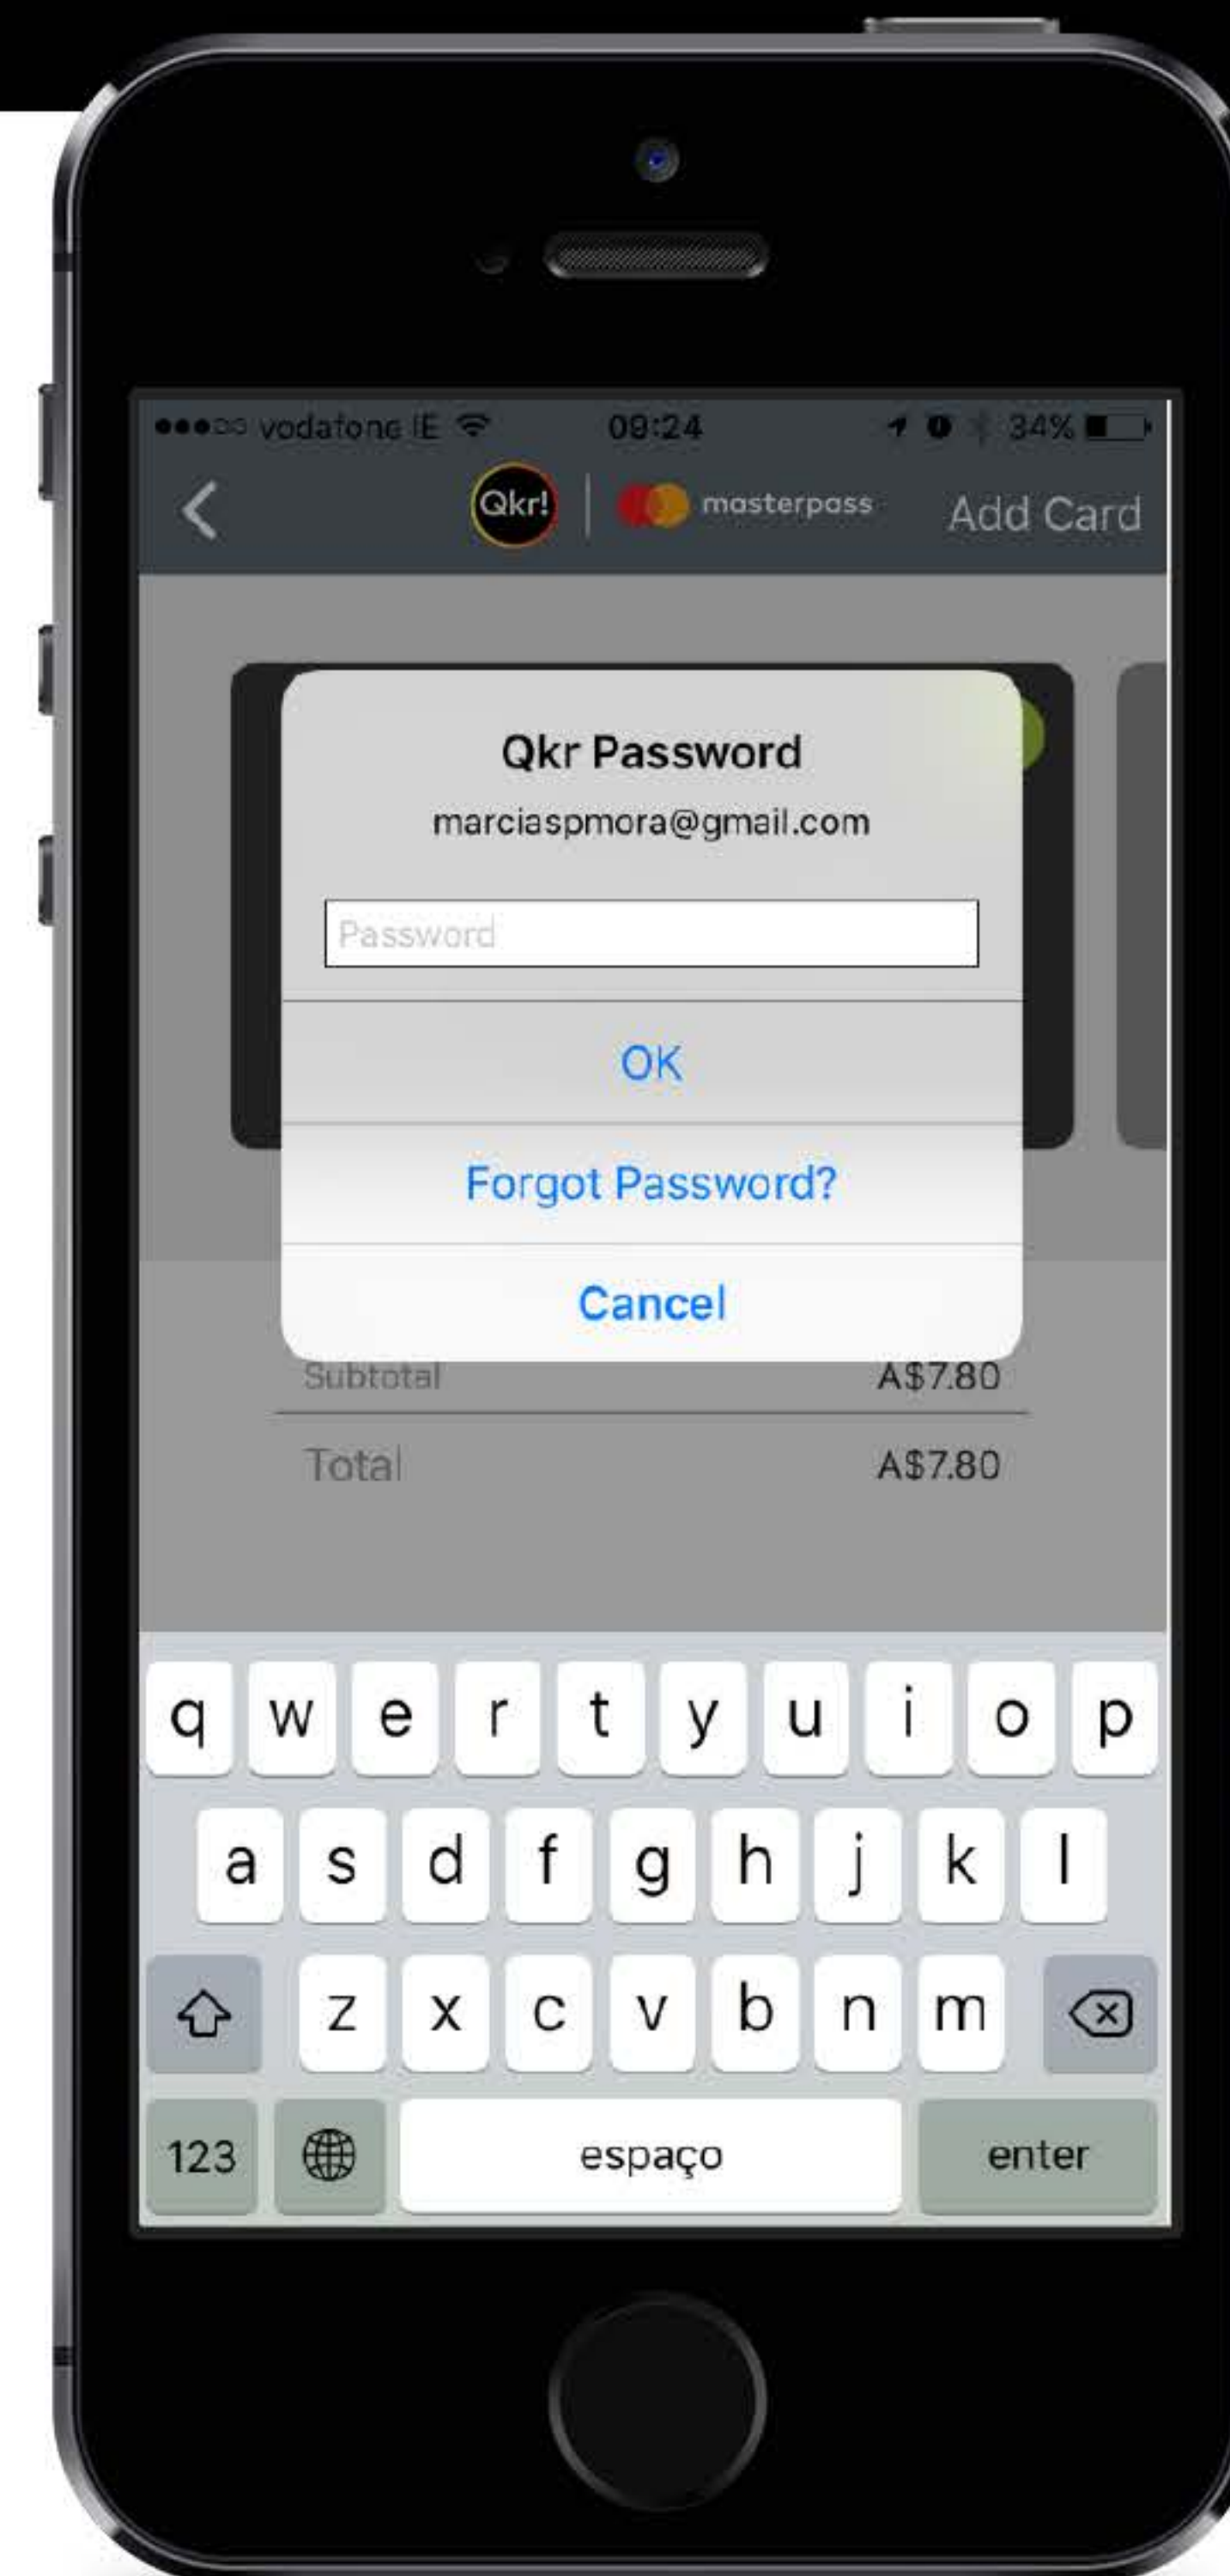 vodafone IE 09:24 34%
Qkr! masterpass Add Card
Qkr Password
marciaspmora@gmail.com
Password
OK
Forgot Password?
Cancel
Subtotal A$7.80
Total A$7.80
q w e r t y u i o p
a s d f g h j k l
z x c v b n m
123 espaço enter